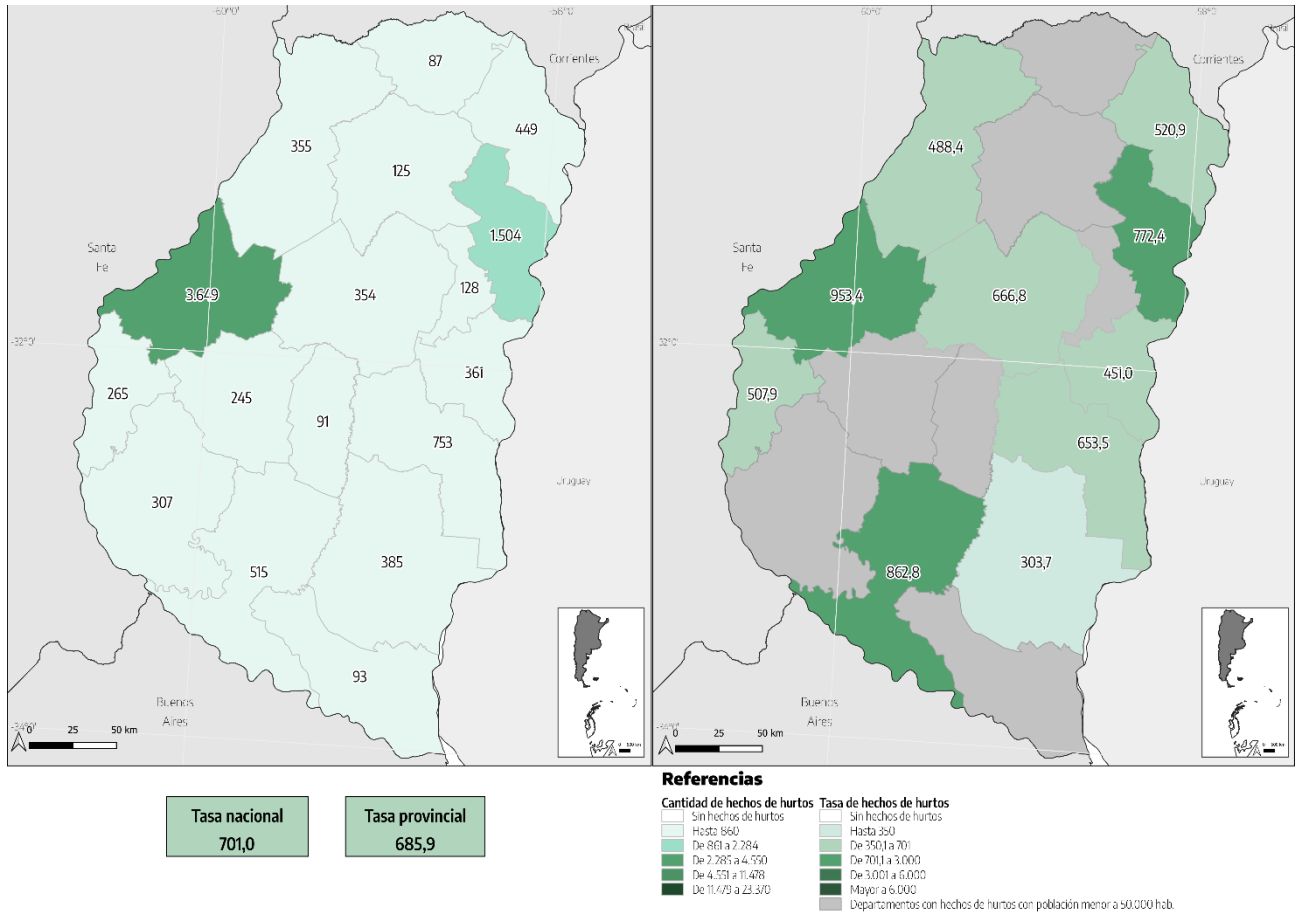 -60°0'
-58°0'
Corrientes
87
449
355
125
1.504
Santa
Fe
3.649
354
128
-32°0'
361
265
245
91
753
307
Uruguay
515
385
93
Buenos
Aires
-34°0'
0 25 50 km
-60°0'
58°0'
Brasil
Corrientes
520,9
488,4
772,4
Santa
Fe
953,4
666,8
32°0'
451,0
507,9
653,5
Uruguay
862,8
303,7
Buenos
Aires
0 25 50 km
Tasa nacional
701,0
Tasa provincial
685,9
Referencias
Cantidad de hechos de hurtos
Sin hechos de hurtos
Hasta 860
De 861 a 2.284
De 2.285 a 4.550
De 4.551 a 11.478
De 11.479 a 23.370
Tasa de hechos de hurtos
Sin hechos de hurtos
Hasta 350
De 350,1 a 701
De 701,1 a 3.000
De 3.001 a 6.000
Mayor a 6.000
Departamentos con hechos de hurtos con población menor a 50.000 hab.